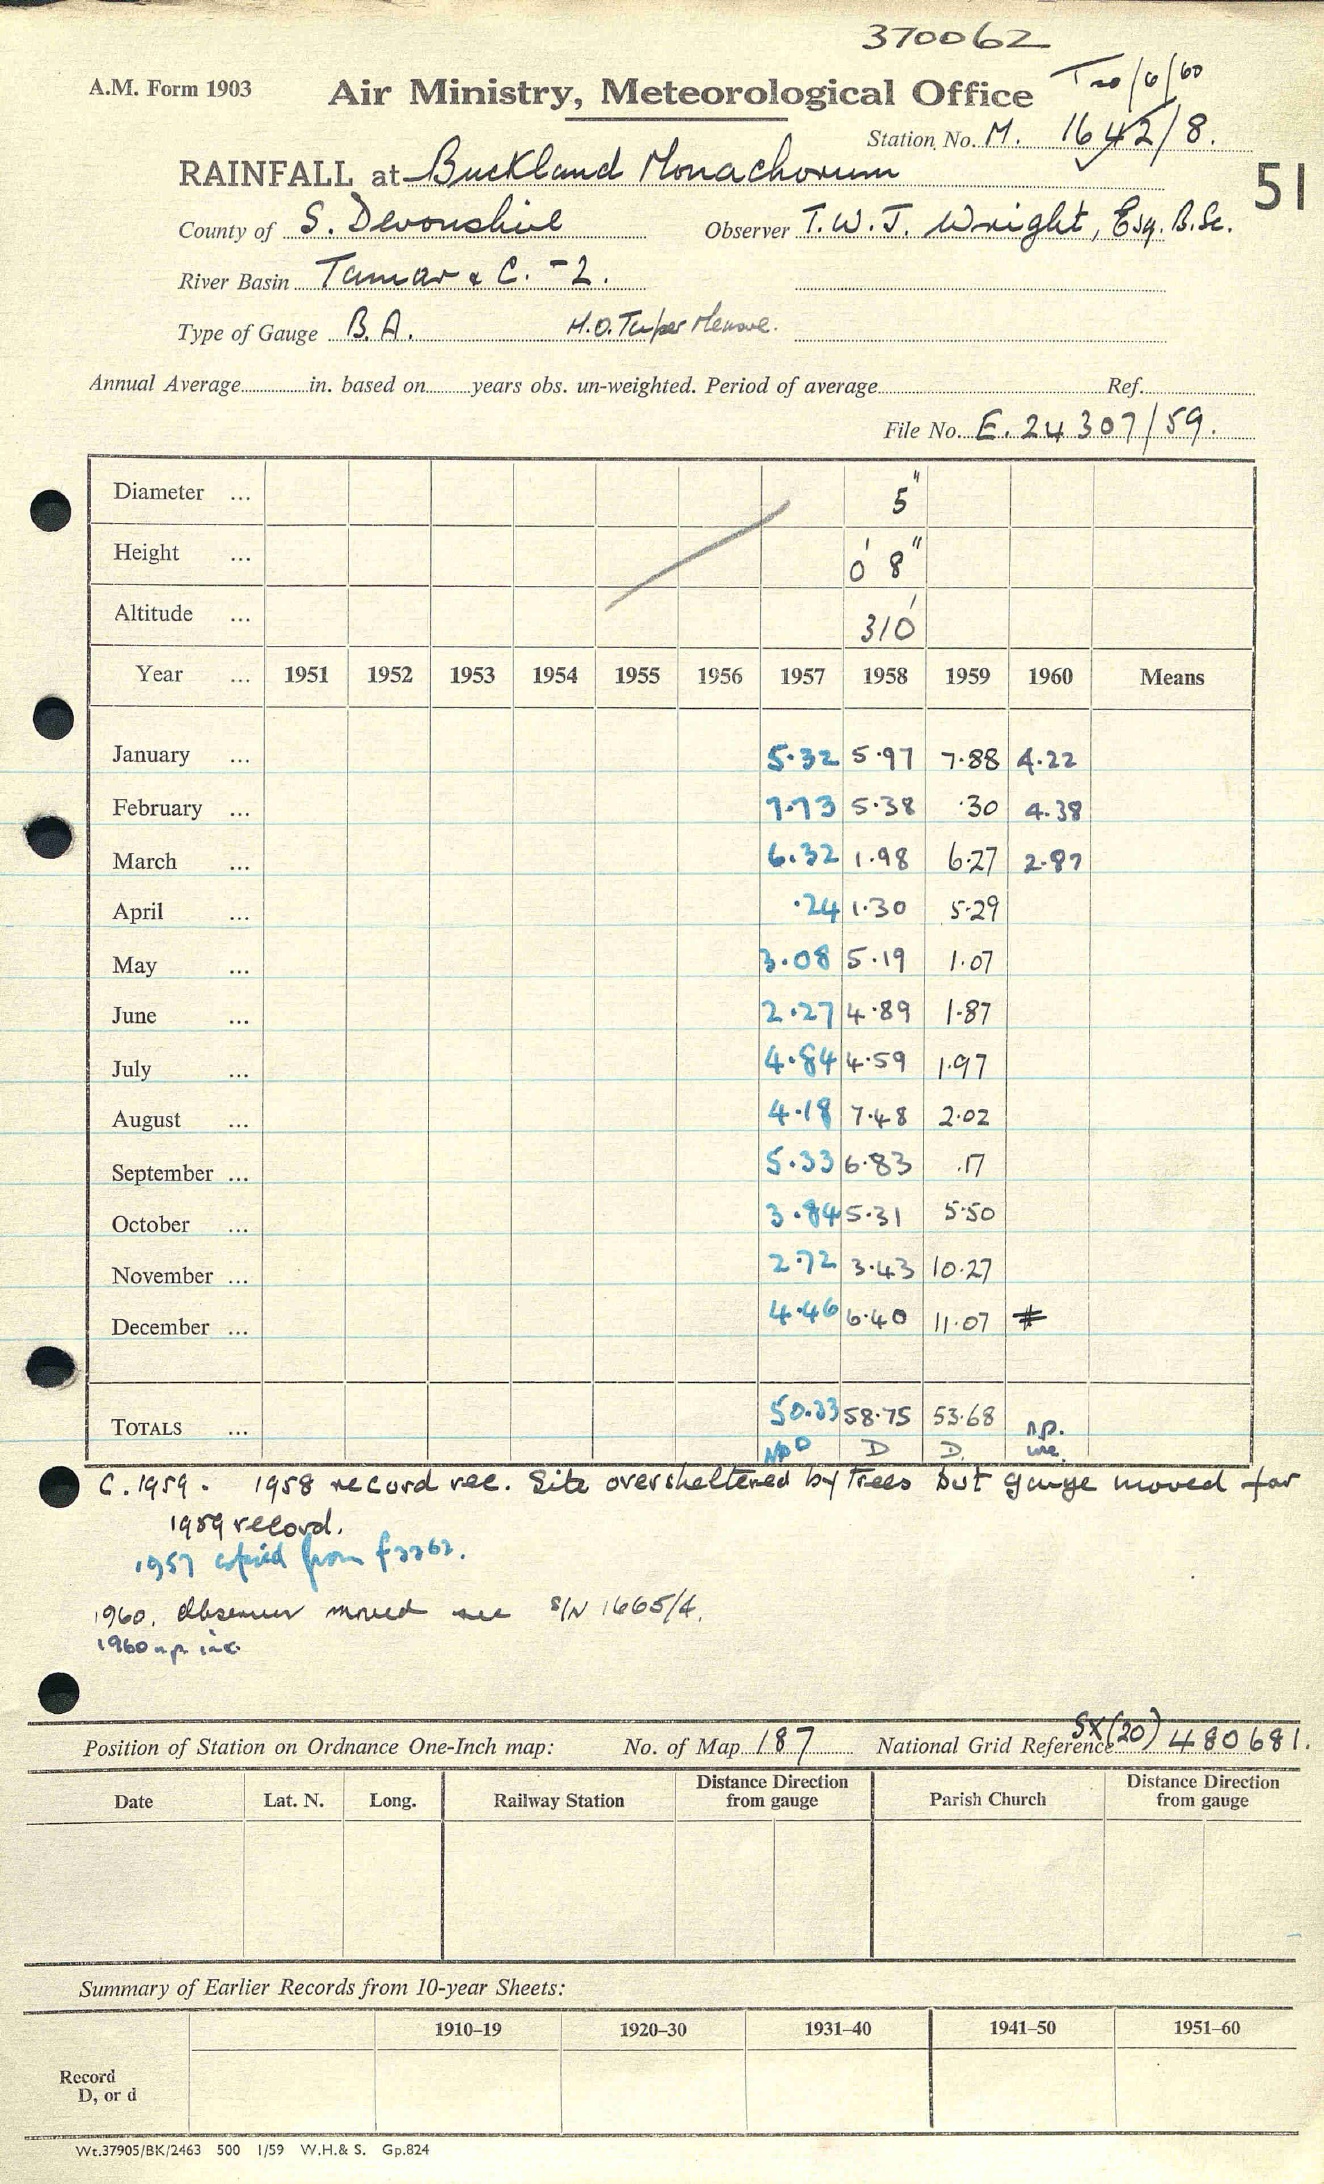 370062
A.M. Form 1903 Air Ministry, Meteorological Office
Station No. M. 1642/8.
RAINFALL at Buckland Monachorum 51
County of S. Devonshire Observer T. W. J. Wright, Esq. B.Sc.
River Basin Tamar & C. - 2.
Type of Gauge B.A. M.O. Taper Measure.
Annual Average in. based on years obs. un-weighted. Period of average Ref.
File No. E. 24307/59.
Diameter ... 5"
Height ... 0' 8"
Altitude ... 310'
Year ... 1951 1952 1953 1954 1955 1956 1957 1958 1959 1960 Means
January ... 5.32 5.97 7.88 4.22
February ... 7.73 5.38 .30 4.38
March ... 6.32 1.98 6.27 2.87
April ... .24 1.30 5.29
May ... 3.08 5.19 1.07
June ... 2.27 4.89 1.87
July ... 4.84 4.59 1.97
August ... 4.18 7.48 2.02
September ... 5.33 6.83 .17
October ... 3.84 5.31 5.50
November ... 2.72 3.43 10.27
December ... 4.46 6.40 11.07 #
TOTALS ... 50.33 58.75 53.68 n.p.
NPD D D. inc.
C. 1959. 1958 record rec. Site oversheltered by trees but gauge moved for
1959 record.
1957 copied from
1960. Observer moved see S/N 1665/4.
1960 n.p. inc.
Position of Station on Ordnance One-Inch map: No. of Map 187 National Grid Reference SX(20) 480681.
Date Lat. N. Long. Railway Station Distance Direction from gauge Parish Church Distance Direction from gauge
Summary of Earlier Records from 10-year Sheets:
1910–19 1920–30 1931–40 1941–50 1951–60
Record
D, or d
Wt.37905/BK/2463 500 1/59 W.H.& S. Gp.824